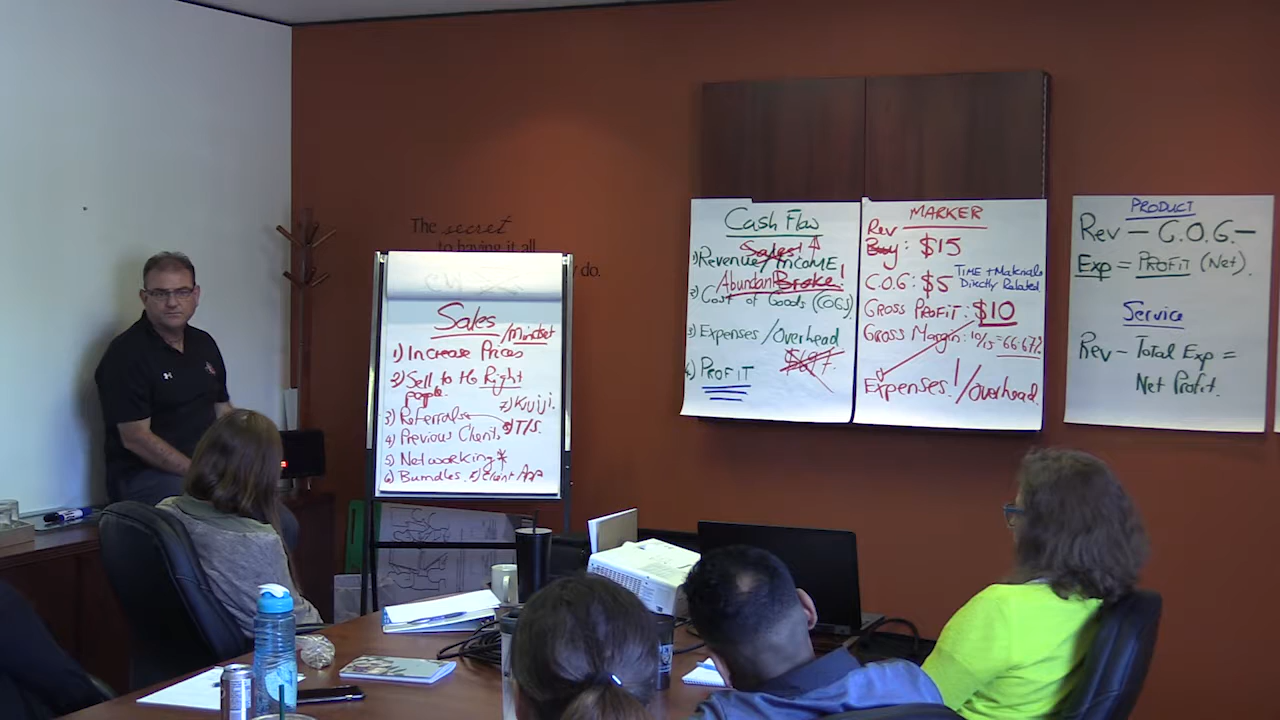 The secret
to having it all
do.
Sales
/Mindset
1) Increase Prices
2) Sell to the Right
people.
7) Kijiji.
3) Referrals
8) T/S.
4) Previous Clients
5) Networking *
6) Bundles.
Client App
Cash Flow
Sales!
1) Revenue/InComE
Abundant Broke!
2) Cost of Goods (COGs)
3) Expenses/Overhead
4) PROFIT
MARKER
Rev
Buy: $15
C.O.G: $5 TIME + Materials
Directly Related
GROSS PROFIT: $10
GROSS Margin: 10/15 = 66.67%
Expenses!/Overhead.
PRODUCT
Rev - C.O.G -
Exp = PROFIT (Net).
Service
Rev - Total Exp =
Net Profit.